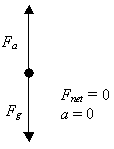 Fa
Fg
Fnet = 0
a = 0